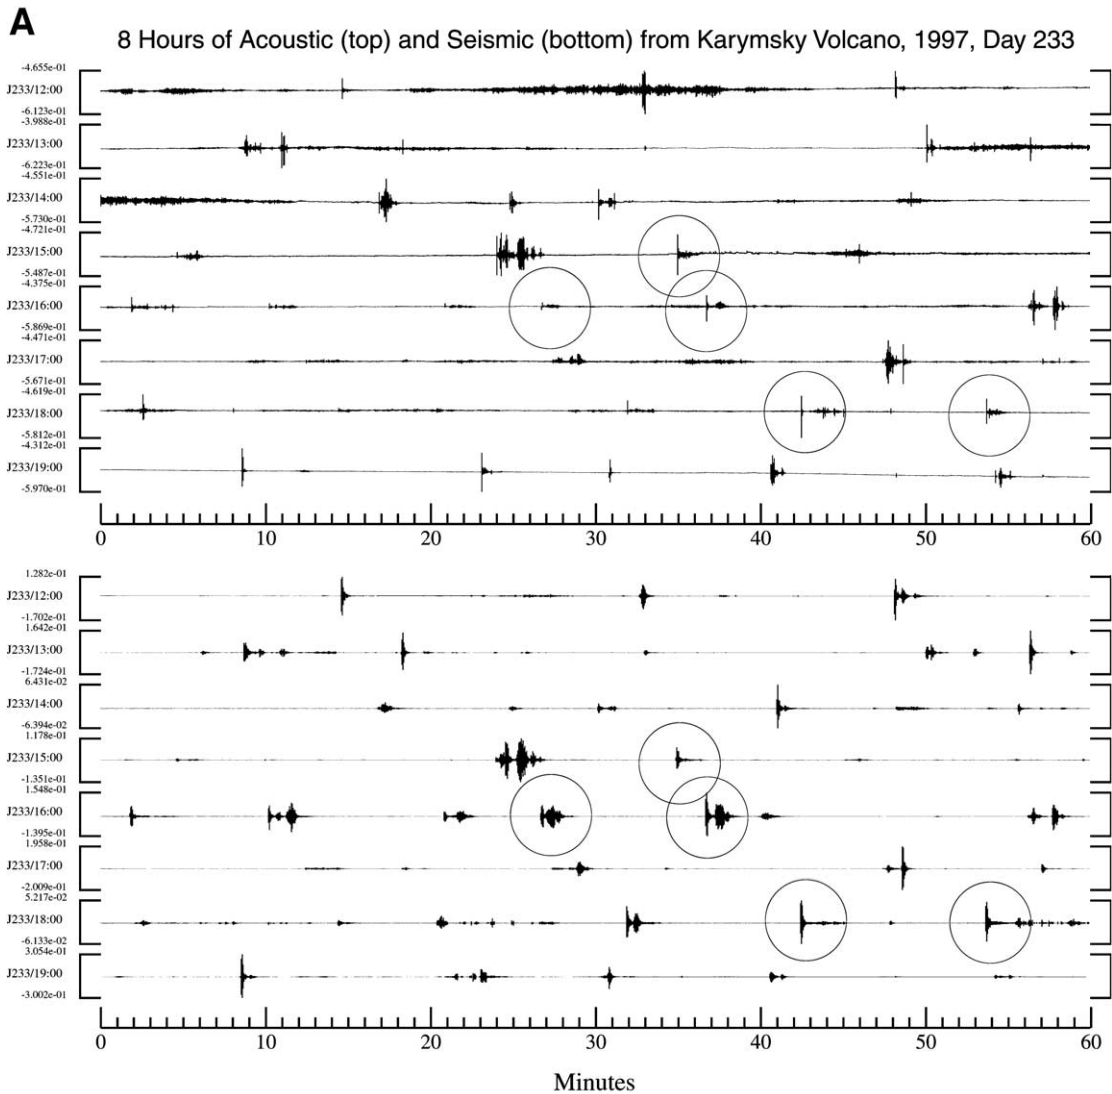 A
8 Hours of Acoustic (top) and Seismic (bottom) from Karymsky Volcano, 1997, Day 233
-4.655e-01
J233/12:00
-6.123e-01
-3.988e-01
J233/13:00
-6.223e-01
-4.551e-01
J233/14:00
-5.730e-01
-4.721e-01
J233/15:00
-5.487e-01
-4.375e-01
J233/16:00
-5.869e-01
-4.471e-01
J233/17:00
-5.671e-01
-4.619e-01
J233/18:00
-5.812e-01
-4.312e-01
J233/19:00
-5.970e-01
0 10 20 30 40 50 60
1.282e-01
J233/12:00
-1.702e-01
1.642e-01
J233/13:00
-1.724e-01
6.431e-02
J233/14:00
-6.394e-02
1.178e-01
J233/15:00
-1.351e-01
1.548e-01
J233/16:00
-1.395e-01
1.958e-01
J233/17:00
-2.009e-01
5.217e-02
J233/18:00
-6.133e-02
3.054e-01
J233/19:00
-3.002e-01
0 10 20 30 40 50 60
Minutes